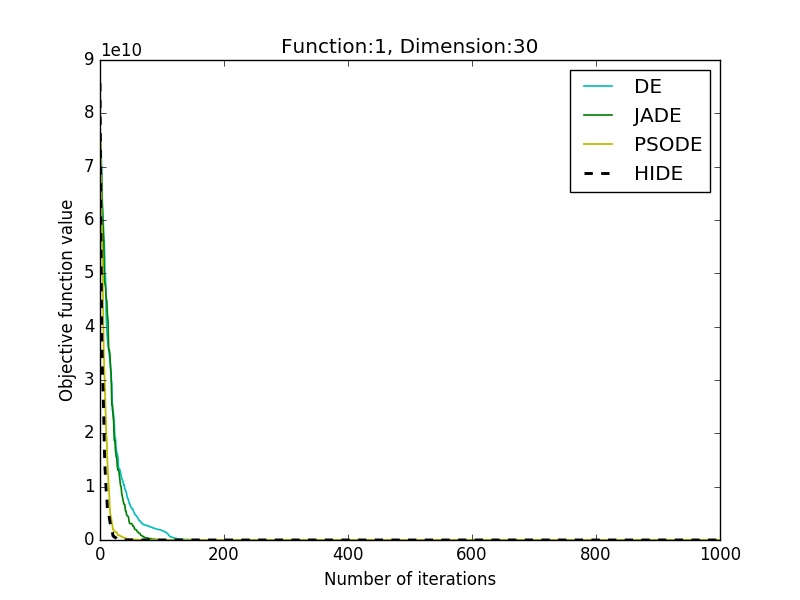 Function:1, Dimension:30
1e10
9
8
7
6
5
4
3
2
1
0
Objective function value
DE
JADE
PSODE
HIDE
0 200 400 600 800 1000
Number of iterations